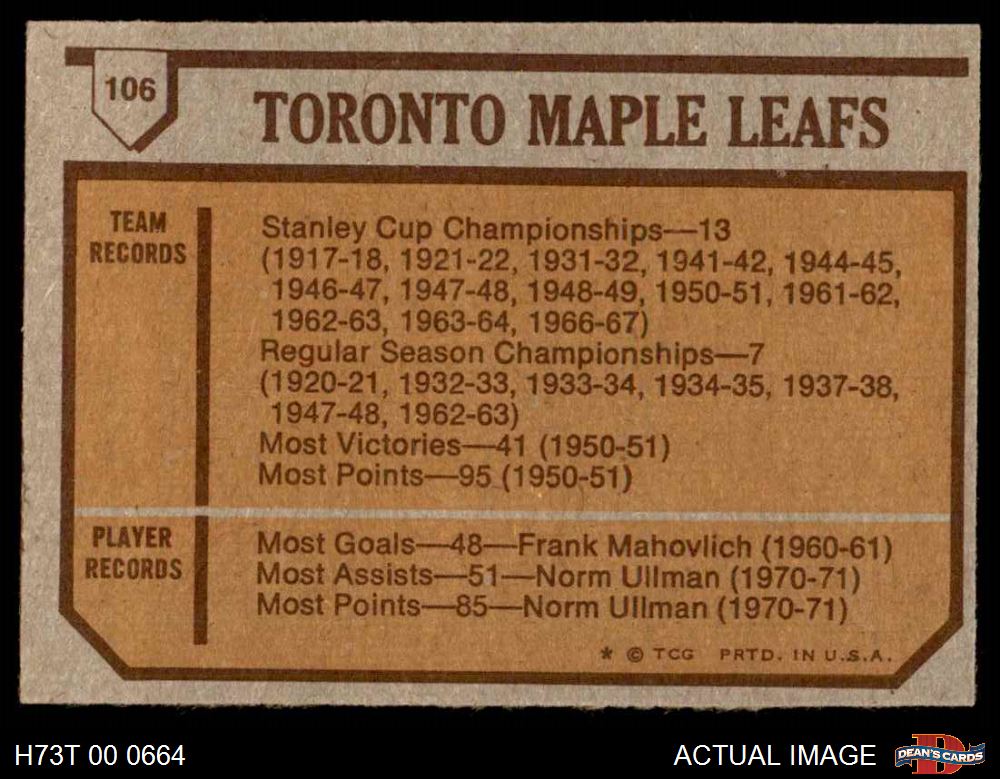 106
TORONTO MAPLE LEAFS
TEAM
RECORDS
Stanley Cup Championships—13
(1917-18, 1921-22, 1931-32, 1941-42, 1944-45,
1946-47, 1947-48, 1948-49, 1950-51, 1961-62,
1962-63, 1963-64, 1966-67)
Regular Season Championships—7
(1920-21, 1932-33, 1933-34, 1934-35, 1937-38,
1947-48, 1962-63)
Most Victories—41 (1950-51)
Most Points—95 (1950-51)
PLAYER
RECORDS
Most Goals—48—Frank Mahovlich (1960-61)
Most Assists—51—Norm Ullman (1970-71)
Most Points—85—Norm Ullman (1970-71)
* © TCG PRTD. IN U.S.A.
H73T 00 0664
ACTUAL IMAGE
DEAN'S CARDS